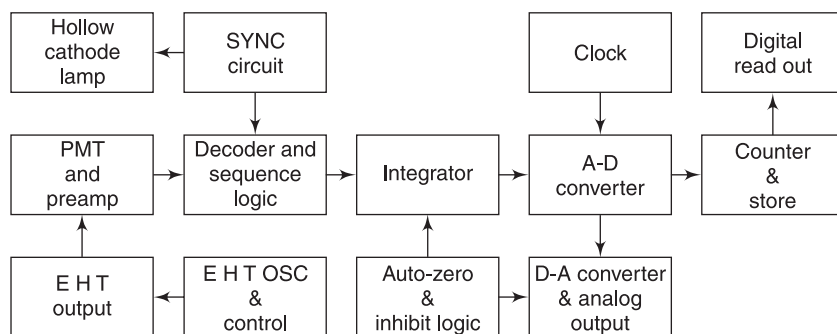 Hollow
cathode
lamp
SYNC
circuit
Clock
Digital
read out
PMT
and
preamp
Decoder and
sequence
logic
Integrator
A-D
converter
Counter
&
store
E H T
output
E H T OSC
&
control
Auto-zero
&
inhibit logic
D-A converter
& analog
output